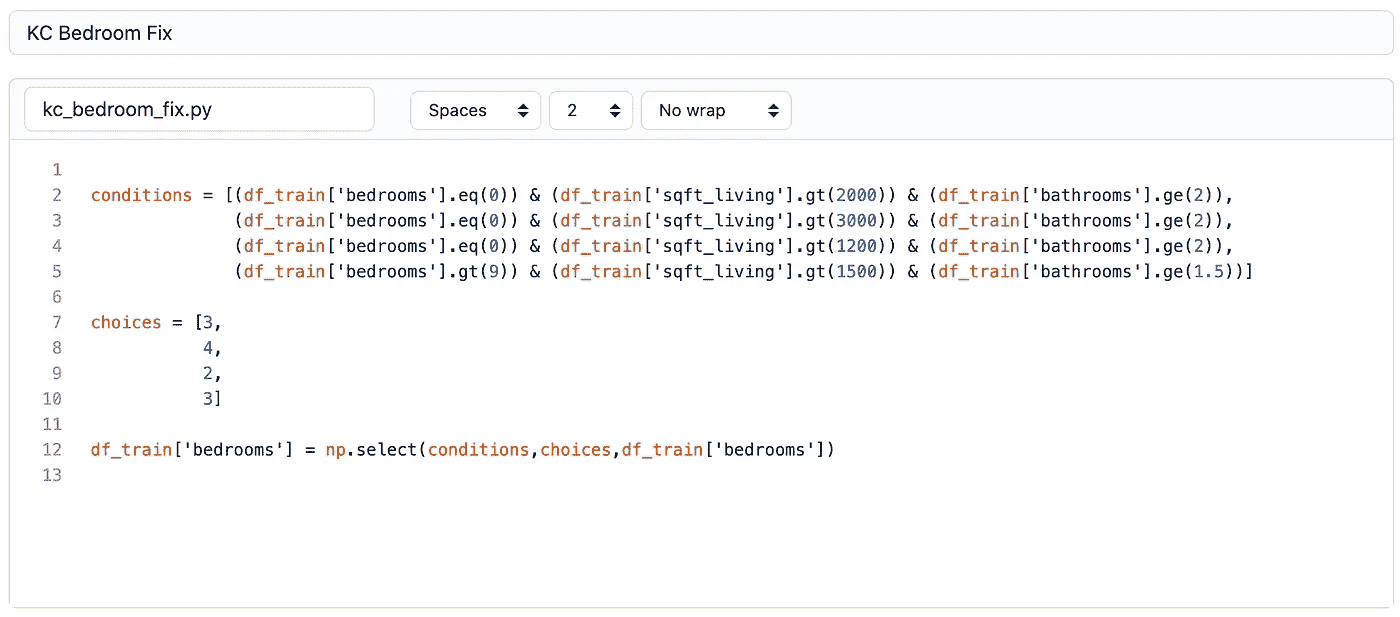 KC Bedroom Fix
kc_bedroom_fix.py Spaces 2 No wrap
1
2 conditions = [(df_train['bedrooms'].eq(0)) & (df_train['sqft_living'].gt(2000)) & (df_train['bathrooms'].ge(2)),
3 (df_train['bedrooms'].eq(0)) & (df_train['sqft_living'].gt(3000)) & (df_train['bathrooms'].ge(2)),
4 (df_train['bedrooms'].eq(0)) & (df_train['sqft_living'].gt(1200)) & (df_train['bathrooms'].ge(2)),
5 (df_train['bedrooms'].gt(9)) & (df_train['sqft_living'].gt(1500)) & (df_train['bathrooms'].ge(1.5))]
6
7 choices = [3,
8 4,
9 2,
10 3]
11
12 df_train['bedrooms'] = np.select(conditions,choices,df_train['bedrooms'])
13